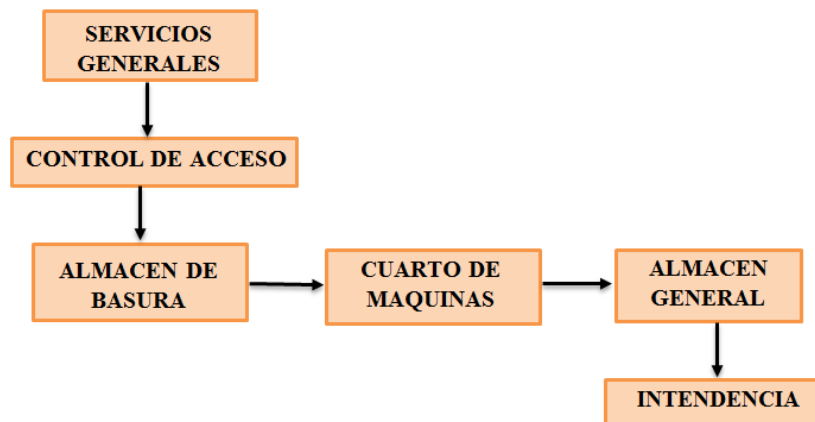 SERVICIOS
GENERALES
CONTROL DE ACCESO
ALMACEN DE
BASURA
CUARTO DE
MAQUINAS
ALMACEN
GENERAL
INTENDENCIA